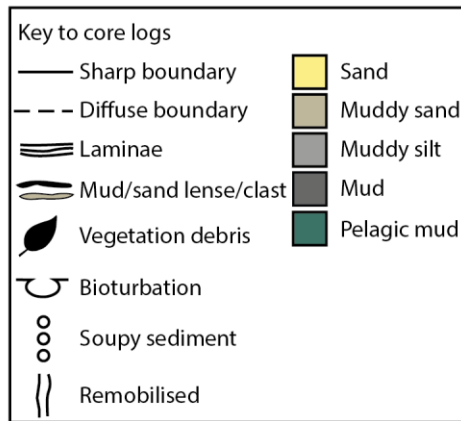 Key to core logs
Sharp boundary
Diffuse boundary
Laminae
Mud/sand lense/clast
Vegetation debris
Bioturbation
Soupy sediment
Remobilised
Sand
Muddy sand
Muddy silt
Mud
Pelagic mud